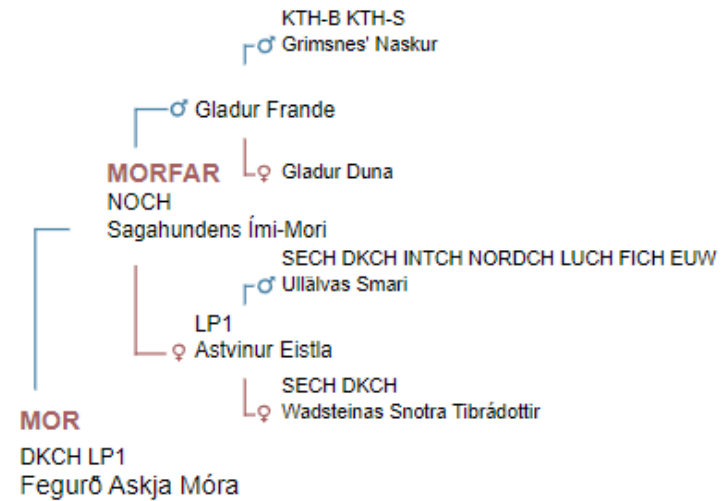 KTH-B KTH-S
Grimsnes' Naskur
Gladur Frande
MORFAR
Gladur Duna
NOCH
Sagahundens Ími-Mori
SECH DKCH INTCH NORDCH LUCH FICH EUW
Ullälvas Smari
LP1
Astvinur Eistla
SECH DKCH
Wadsteinas Snotra Tibrádottir
MOR
DKCH LP1
Fegurð Askja Móra